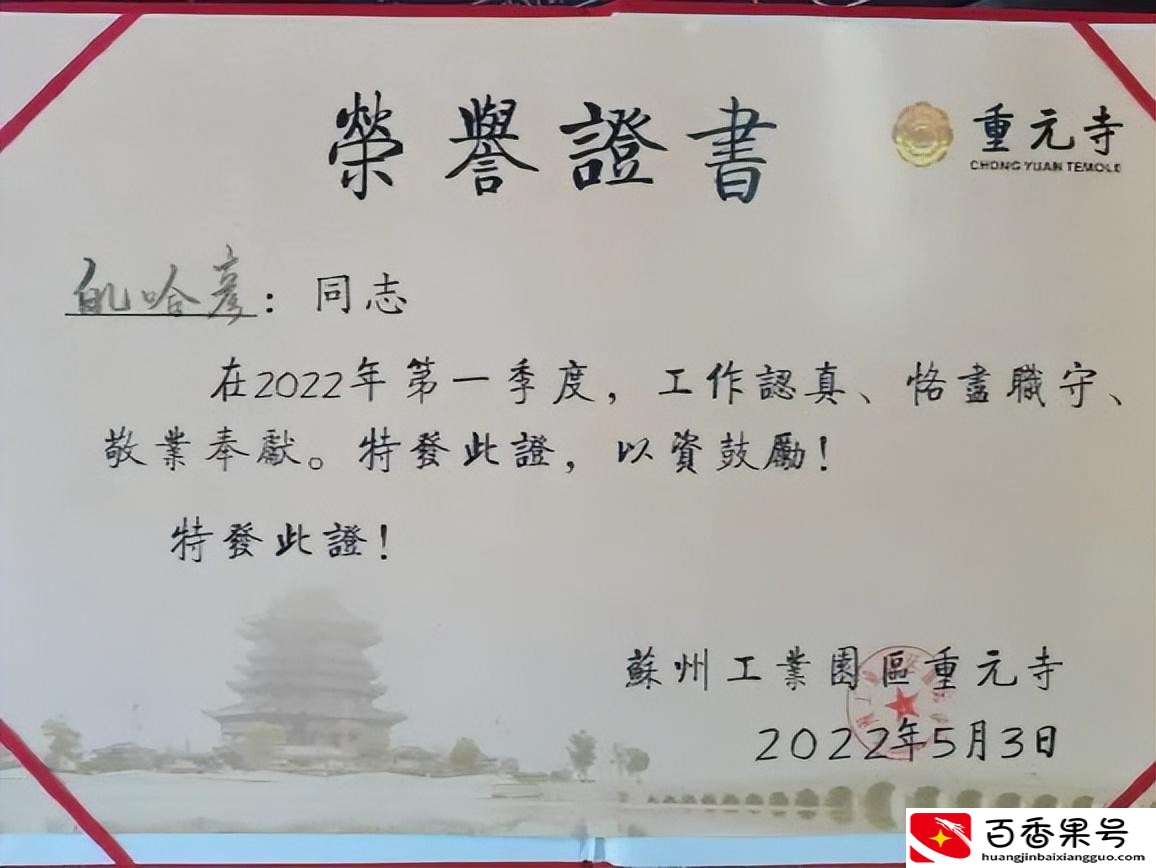 榮譽證書
重元寺
CHONG YUAN TEMOLE
哈彦：同志
在2022年第一季度，工作認真、恪盡職守、
敬業奉獻。特發此證，以資鼓勵！
特發此證！
蘇州工業園區重元寺
2022年5月3日
百香果号
huangjinbaixiangguo.com